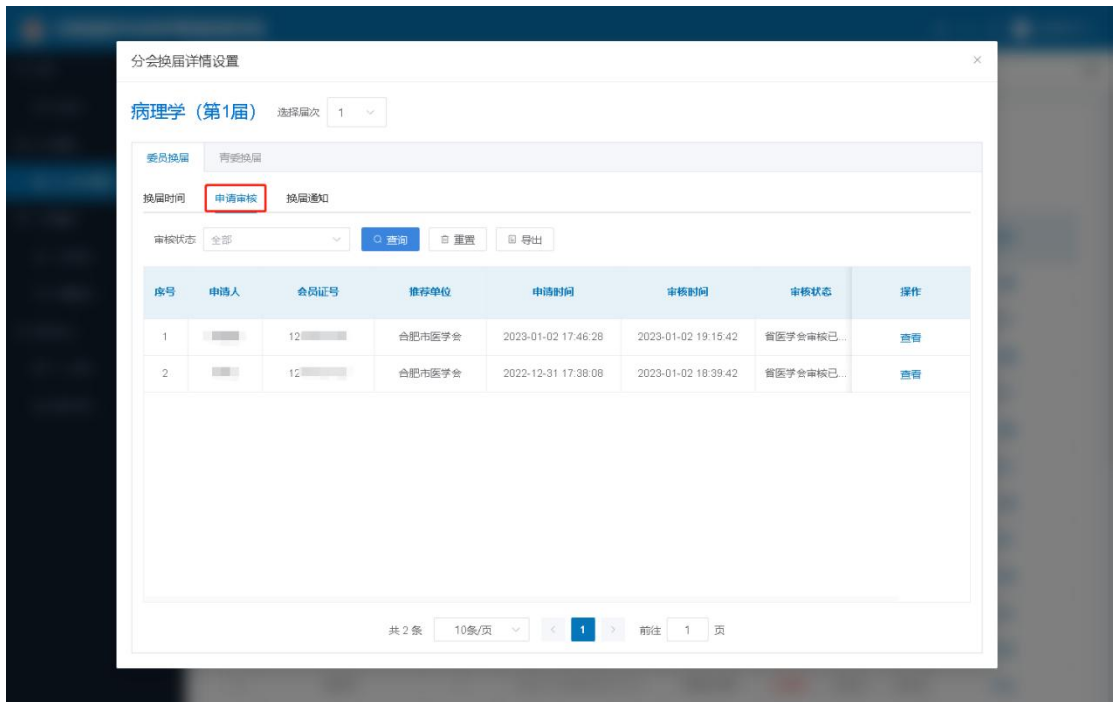 分会换届详情设置
病理学（第1届） 选择届次 1
委员换届 青委换届
换届时间 申请审核 换届通知
审核状态 全部 查询 重置 导出
序号 申请人 会员证号 推荐单位 申请时间 审核时间 审核状态 操作
1 12 合肥市医学会 2023-01-02 17:46:28 2023-01-02 19:15:42 省医学会审核已... 查看
2 12 合肥市医学会 2022-12-31 17:38:08 2023-01-02 18:39:42 省医学会审核已... 查看
共 2 条 10条/页 1 前往 1 页